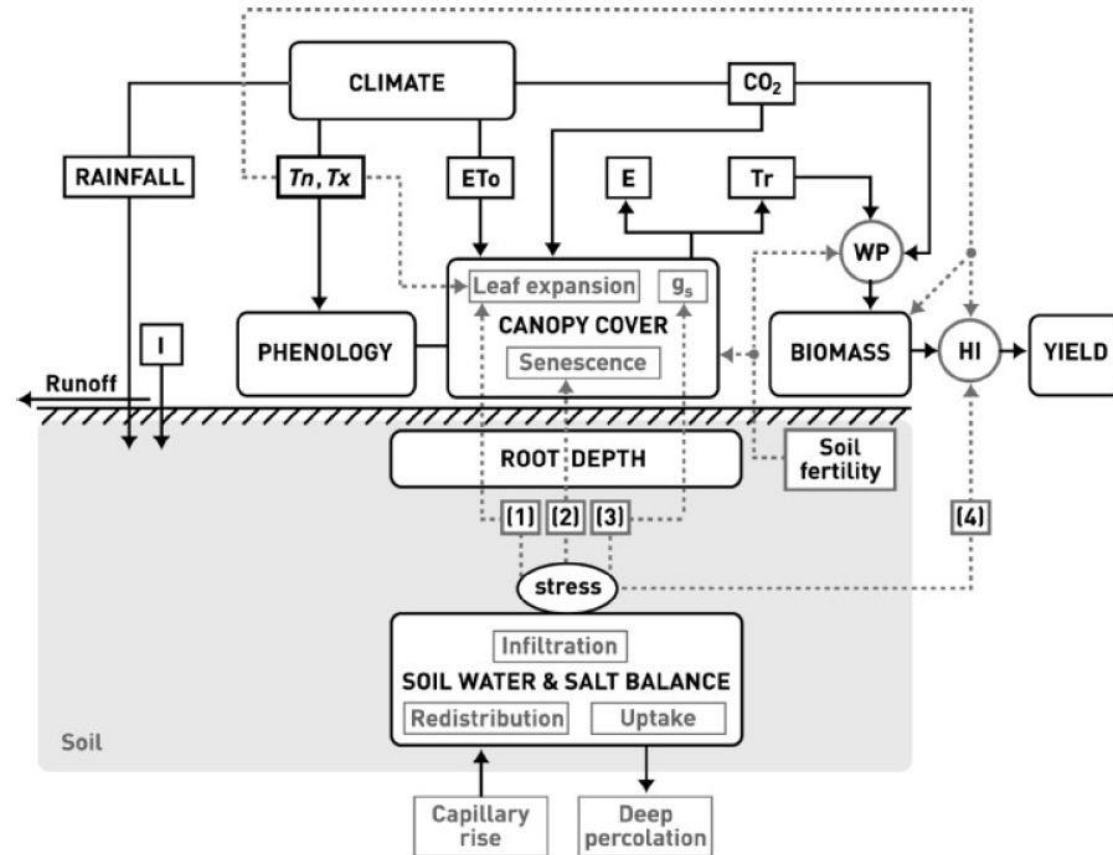 CLIMATE
CO₂
RAINFALL
Tn, Tx
ETo
E
Tr
WP
Leaf expansion
gₛ
CANOPY COVER
Senescence
PHENOLOGY
I
BIOMASS
HI
YIELD
Runoff
ROOT DEPTH
Soil
fertility
(1)
(2)
(3)
(4)
stress
Infiltration
SOIL WATER & SALT BALANCE
Redistribution
Uptake
Soil
Capillary
rise
Deep
percolation